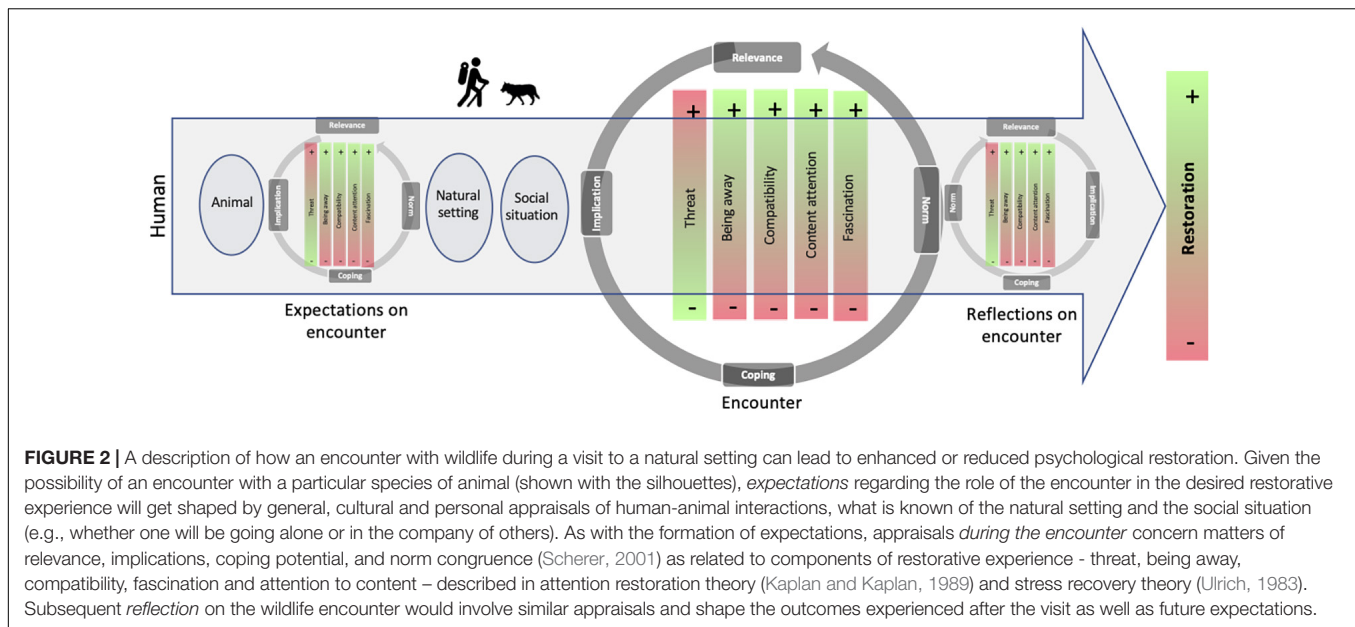 Relevance
+
+
+
+
+
Threat
Being away
Compatibility
Content attention
Fascination
-
-
-
-
-
Implication
Norm
Coping
Encounter
Human
Animal
Relevance
Implication
Norm
Coping
+
+
+
+
+
Threat
Being away
Compatibility
Content attention
Fascination
-
-
-
-
-
Expectations on
encounter
Natural
setting
Social
situation
Relevance
Norm
Implication
Coping
+
+
+
+
+
Threat
Being away
Compatibility
Content attention
Fascination
-
-
-
-
-
Reflections on
encounter
+
Restoration
-
FIGURE 2 | A description of how an encounter with wildlife during a visit to a natural setting can lead to enhanced or reduced psychological restoration. Given the
possibility of an encounter with a particular species of animal (shown with the silhouettes), expectations regarding the role of the encounter in the desired restorative
experience will get shaped by general, cultural and personal appraisals of human-animal interactions, what is known of the natural setting and the social situation
(e.g., whether one will be going alone or in the company of others). As with the formation of expectations, appraisals during the encounter concern matters of
relevance, implications, coping potential, and norm congruence (Scherer, 2001) as related to components of restorative experience - threat, being away,
compatibility, fascination and attention to content – described in attention restoration theory (Kaplan and Kaplan, 1989) and stress recovery theory (Ulrich, 1983).
Subsequent reflection on the wildlife encounter would involve similar appraisals and shape the outcomes experienced after the visit as well as future expectations.